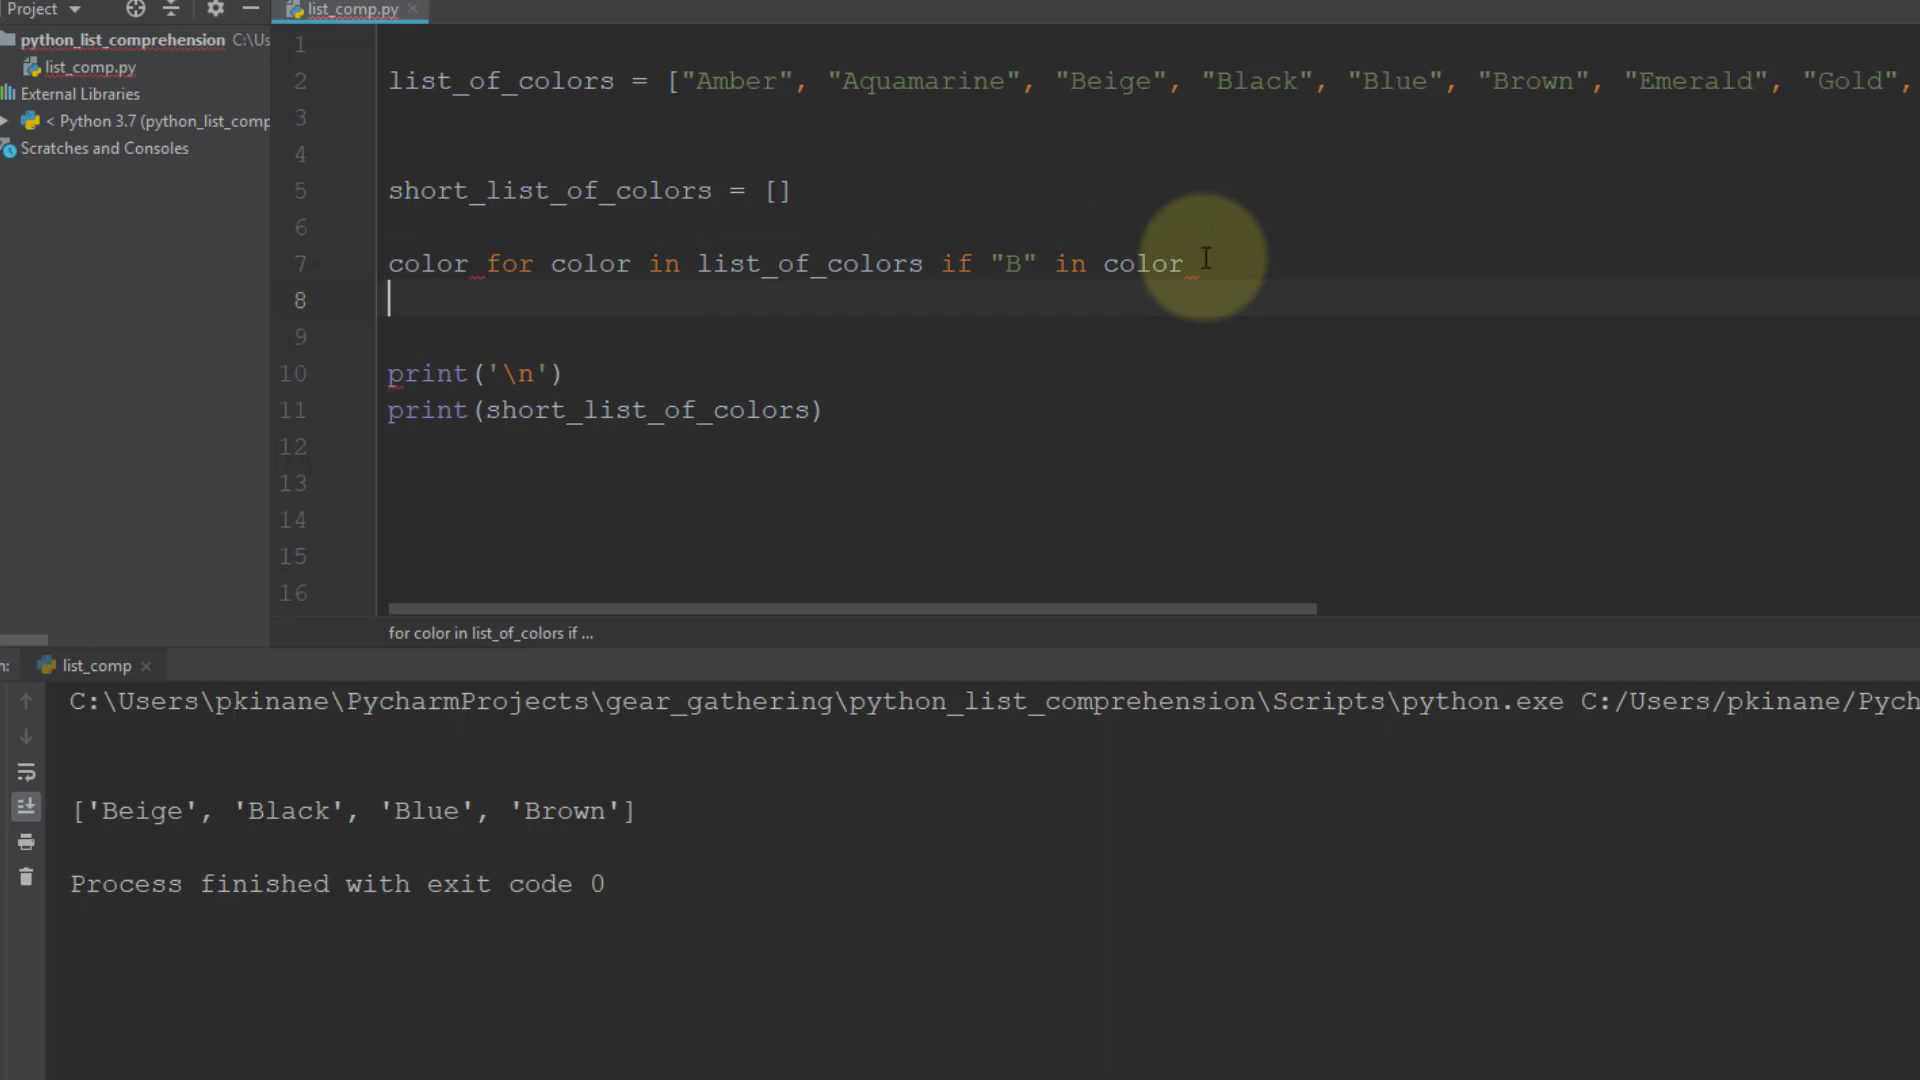 Project
list_comp.py
python_list_comprehension C:\Us
list_comp.py
External Libraries
< Python 3.7 (python_list_comp
Scratches and Consoles
1
2 list_of_colors = ["Amber", "Aquamarine", "Beige", "Black", "Blue", "Brown", "Emerald", "Gold",
3
4
5 short_list_of_colors = []
6
7 color for color in list_of_colors if "B" in color
8
9
10 print('\n')
11 print(short_list_of_colors)
12
13
14
15
16
for color in list_of_colors if ...
n: list_comp
C:\Users\pkinane\PycharmProjects\gear_gathering\python_list_comprehension\Scripts\python.exe C:/Users/pkinane/Pych
['Beige', 'Black', 'Blue', 'Brown']
Process finished with exit code 0